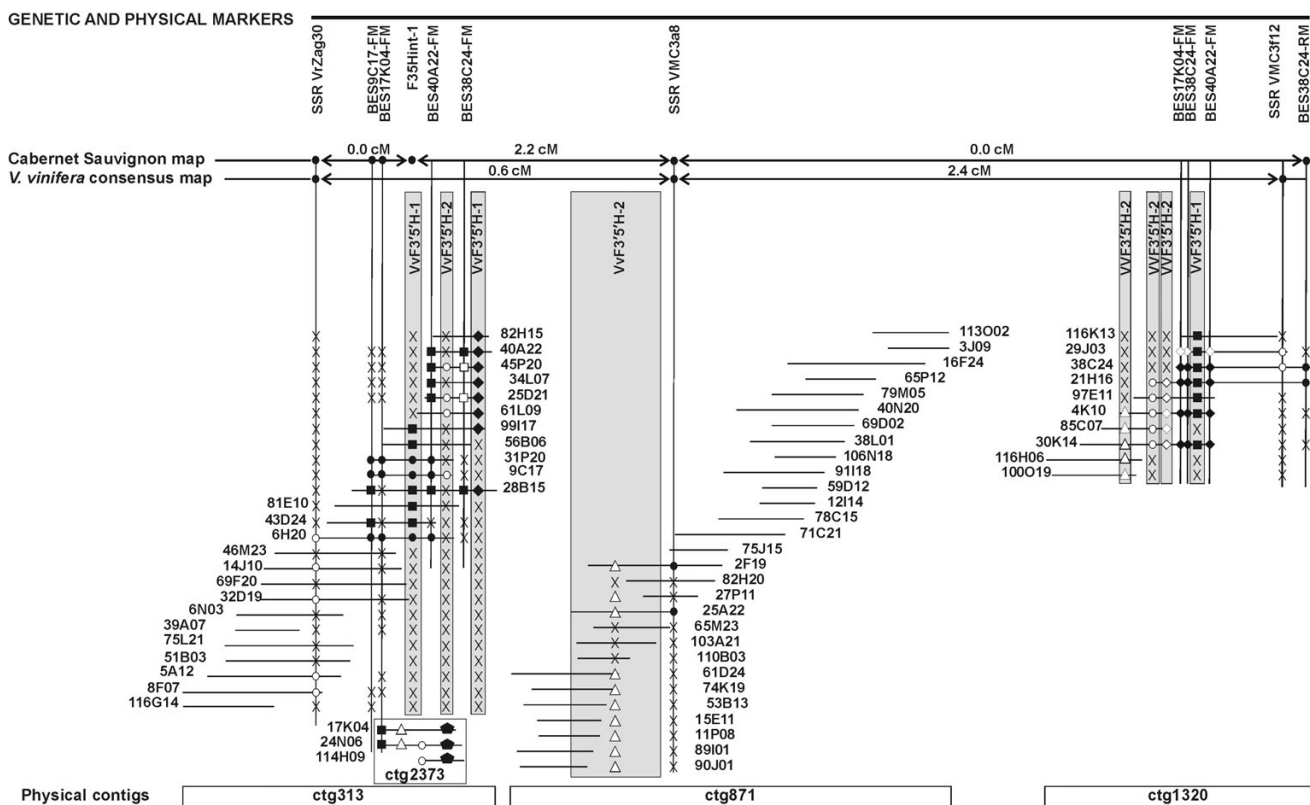 GENETIC AND PHYSICAL MARKERS
SSR VrZag30
BES9C17-FM
BES17K04-FM
F35Hint-1
BES40A22-FM
BES38C24-FM
SSR VMC3a8
BES17K04-FM
BES38C24-FM
BES40A22-FM
SSR VMC3f12
BES38C24-RM
Cabernet Sauvignon map
0.0 cM
2.2 cM
0.0 cM
V. vinifera consensus map
0.6 cM
2.4 cM
VvF3'5'H-1
VvF3'5'H-2
VvF3'5'H-1
VvF3'5'H-2
VVF3'5'H-2
VVF3'5'H-2
VVF3'5'H-2
VvF3'5'H-1
82H15
40A22
45P20
34L07
25D21
61L09
99I17
56B06
31P20
9C17
28B15
81E10
43D24
6H20
46M23
14J10
69F20
32D19
6N03
39A07
75L21
51B03
5A12
8F07
116G14
17K04
24N06
114H09
ctg2373
113O02
3J09
16F24
65P12
79M05
40N20
69D02
38L01
106N18
91I18
59D12
12I14
78C15
71C21
75J15
2F19
82H20
27P11
25A22
65M23
103A21
110B03
61D24
74K19
53B13
15E11
11P08
89I01
90J01
116K13
29J03
38C24
21H16
97E11
4K10
85C07
30K14
116H06
100O19
Physical contigs
ctg313
ctg871
ctg1320